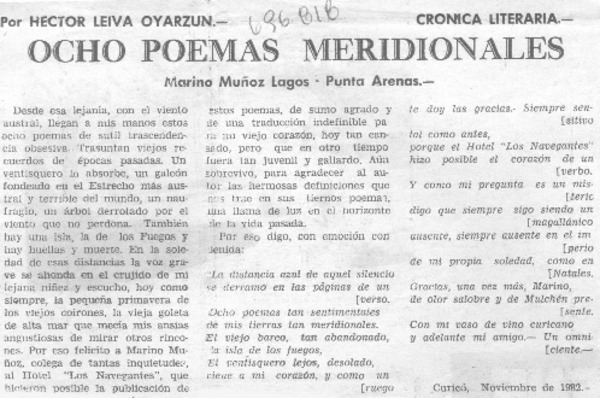 Por HECTOR LEIVA OYARZUN.—
696 BIB
CRONICA LITERARIA.—
OCHO POEMAS MERIDIONALES
Marino Muñoz Lagos - Punta Arenas.—
Desde esa lejanía, con el viento
austral, llegan a mis manos estos
ocho poemas de sutil trascenden
cia obsesiva. Trasuntan viejos re
cuerdos de épocas pasadas. Un
ventisquero lo absorbe, un galeón
fondeado en el Estrecho más aus
tral y terrible del mundo, un nau
fragio, un árbol derrotado por el
viento que no perdona. También
hay una isla, la de los Fuegos y
hay huellas y muerte. En la sole
dad de esas distancias la voz gra
ve se ahonda en el crujido de mi
lejana niñez y escucho, hoy como
siempre, la pequeña primavera de
los viejos coirones, la vieja goleta
de alta mar que mecía mis ansias
angustiosas de mirar otros rinco
nes. Por eso felicito a Marino Mu
ñoz, colega de tantas inquietudes,
al Hotel "Los Navegantes", que
hicieron posible la publicación de
estos poemas, de sumo agrado y
de una traducción indefinible pa
ra mi viejo corazón, hoy tan can
sado, pero que en otro tiempo
fuera tan juvenil y gallardo. Aún
sobrevivo, para agradecer al au
tor las hermosas definiciones que
nos trae en sus tiernos poemas,
una llama de luz en el horizonte
de la vida pasada.
Por eso digo, con emoción con
tenida:
La distancia azul de aquel silencio
se derramo en las páginas de un
[verso.
Ocho poemas tan sentimentales
de mis tierras tan meridionales.
El viejo barco, tan abandonado,
la isla de los fuegos,
El ventisquero lejos, desolado,
viene a mi corazón, y como un
[ruego
te doy las gracias.- Siempre sen-
[sitivo
tal como antes,
porque el Hotel "Los Navegantes"
hizo posible el corazón de un
[verbo.
Y como mi pregunta es un mis-
[terio
digo que siempre sigo siendo un
[magallánico
ausente, siempre ausente en el im
[perio
de mi propia soledad, como en
[Natales.
Gracias, una vez más, Marino,
de olor salobre y de Mulchén pre-
[sente.
Con mi vaso de vino curicano
y adelante mi amigo.— Un omni
[ciente.—
Curicó, Noviembre de 1982.-